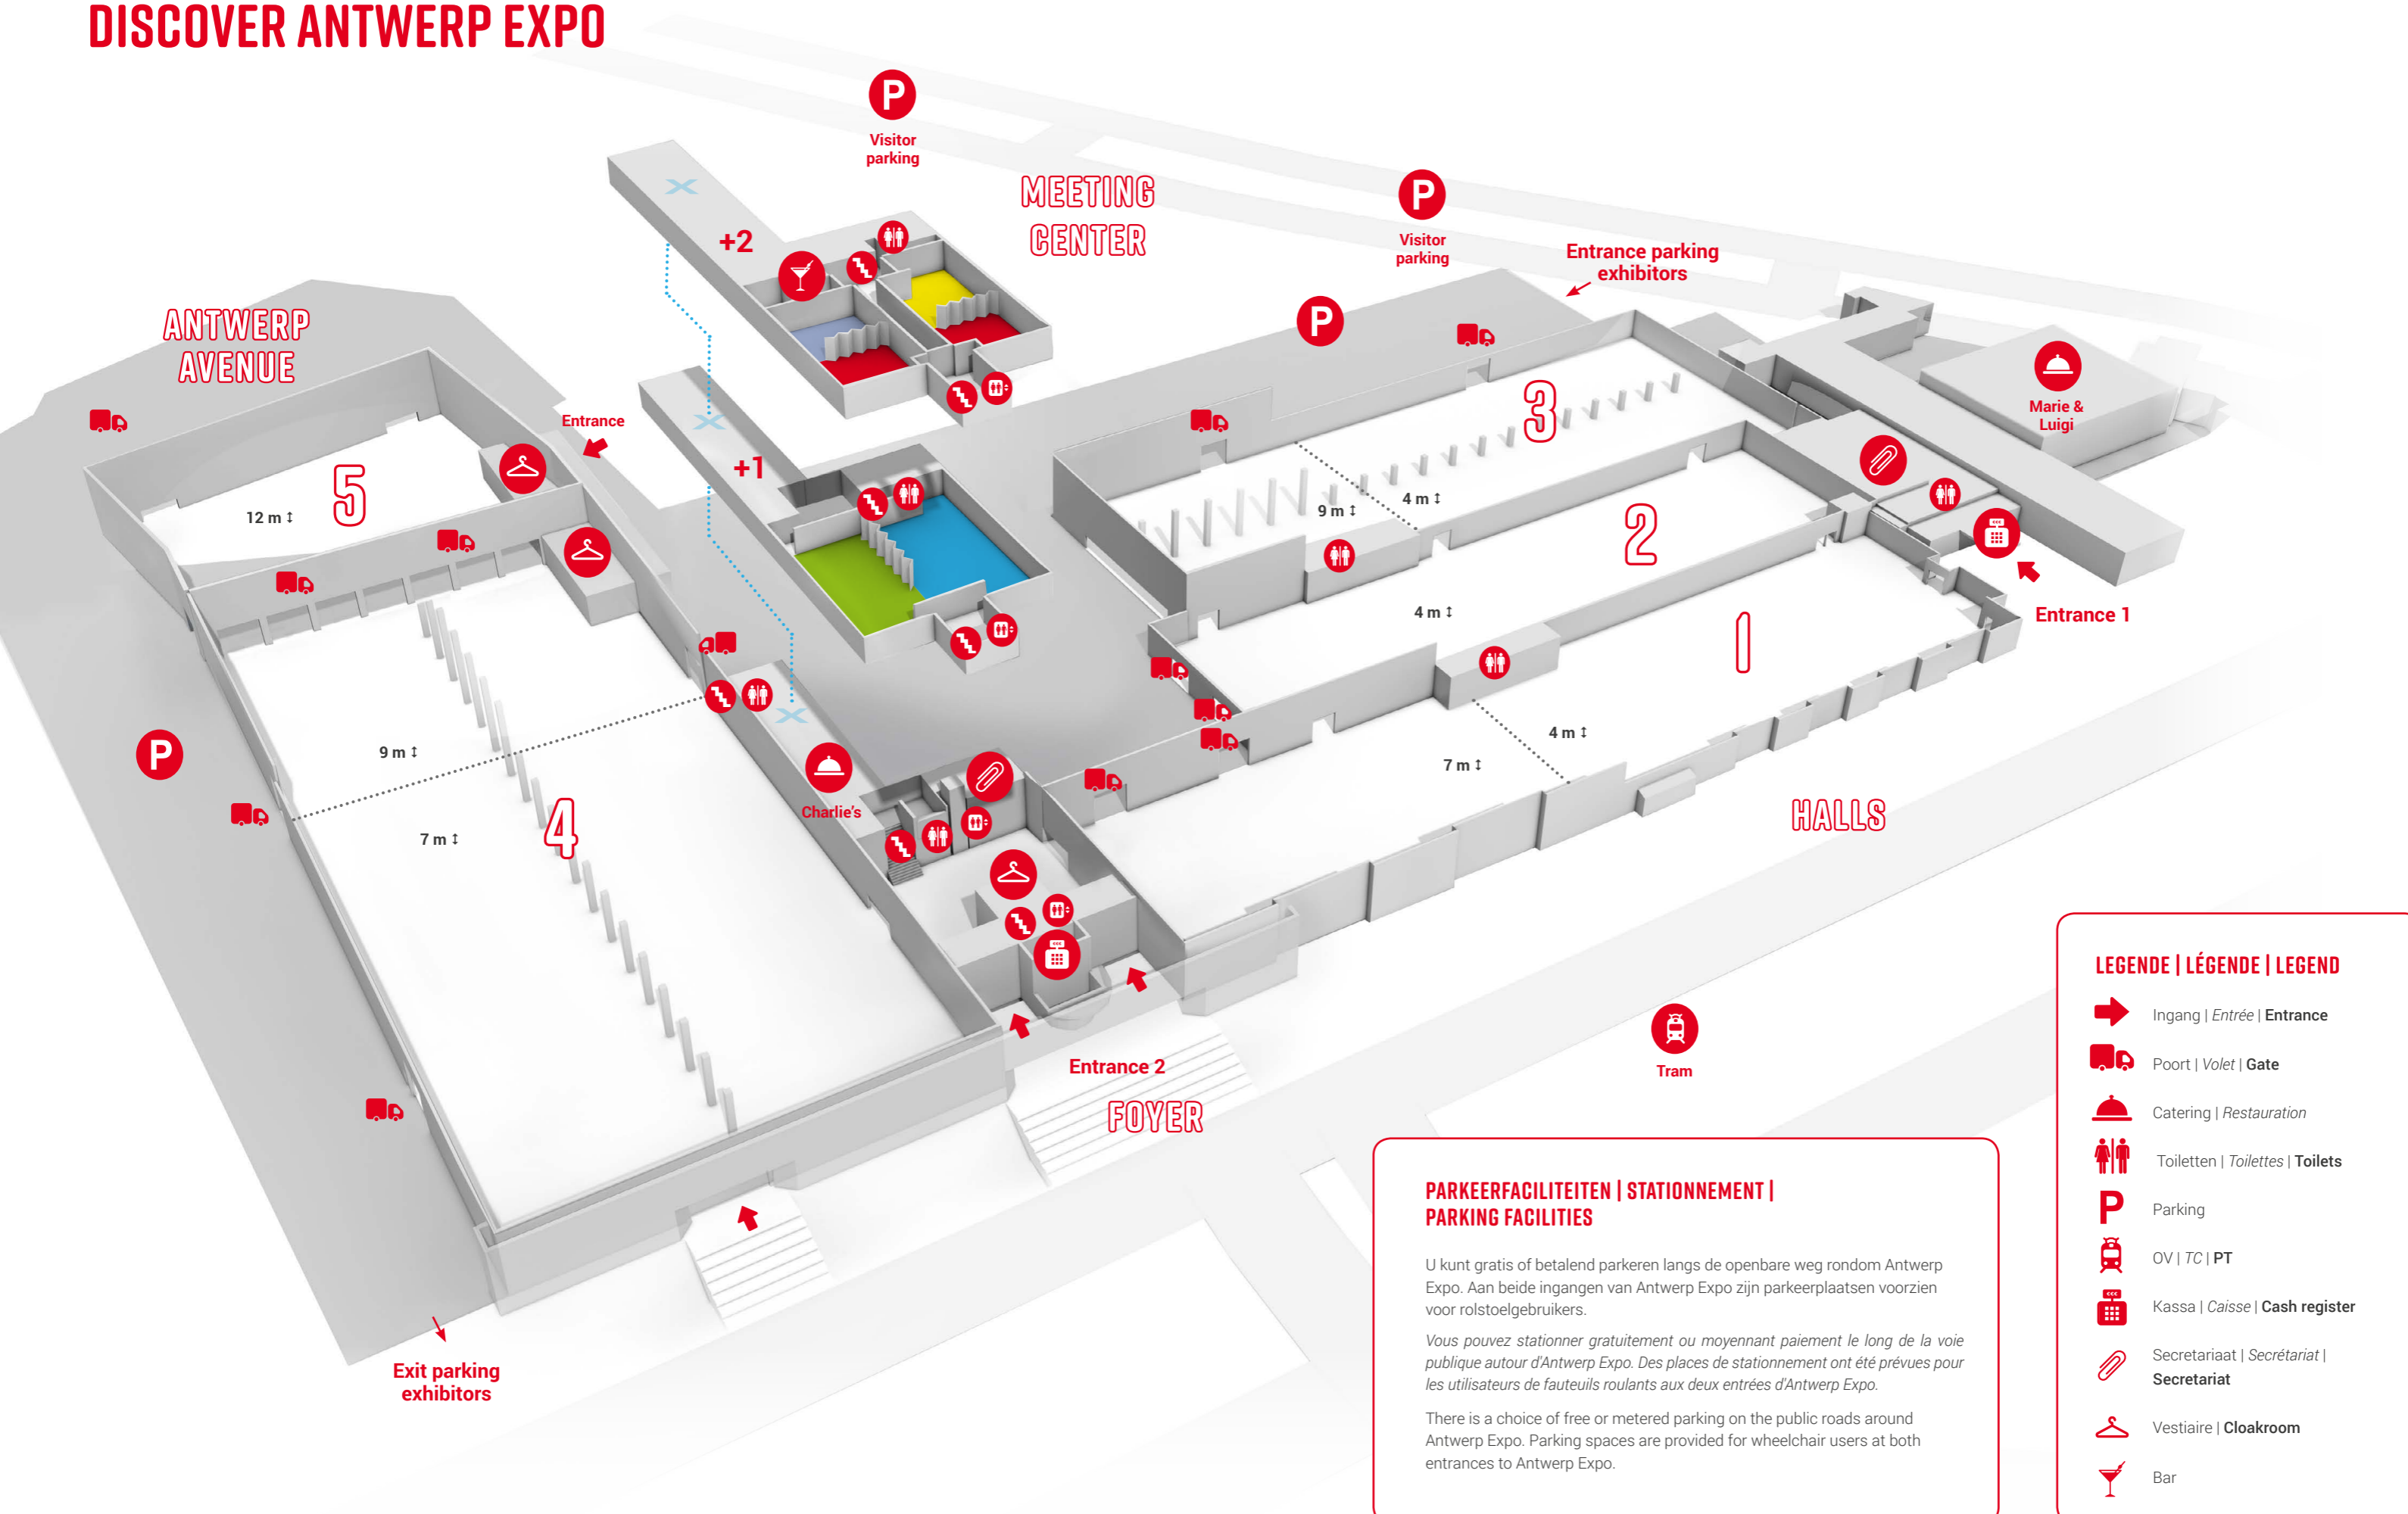 DISCOVER ANTWERP EXPO
P
Visitor
parking
MEETING
CENTER
P
Visitor
parking
Entrance parking
exhibitors
+2
ANTWERP
AVENUE
P
Entrance
+1
3
Marie &
Luigi
5
12 m ↕
9 m ↕
4 m ↕
2
4 m ↕
1
Entrance 1
P
9 m ↕
4 m ↕
7 m ↕
Charlie's
7 m ↕
4
HALLS
Entrance 2
FOYER
Tram
Exit parking
exhibitors
PARKEERFACILITEITEN | STATIONNEMENT |
PARKING FACILITIES
U kunt gratis of betalend parkeren langs de openbare weg rondom Antwerp
Expo. Aan beide ingangen van Antwerp Expo zijn parkeerplaatsen voorzien
voor rolstoelgebruikers.
Vous pouvez stationner gratuitement ou moyennant paiement le long de la voie
publique autour d'Antwerp Expo. Des places de stationnement ont été prévues pour
les utilisateurs de fauteuils roulants aux deux entrées d'Antwerp Expo.
There is a choice of free or metered parking on the public roads around
Antwerp Expo. Parking spaces are provided for wheelchair users at both
entrances to Antwerp Expo.
LEGENDE | LÉGENDE | LEGEND
Ingang | Entrée | Entrance
Poort | Volet | Gate
Catering | Restauration
Toiletten | Toilettes | Toilets
P Parking
OV | TC | PT
Kassa | Caisse | Cash register
Secretariaat | Secrétariat |
Secretariat
Vestiaire | Cloakroom
Bar